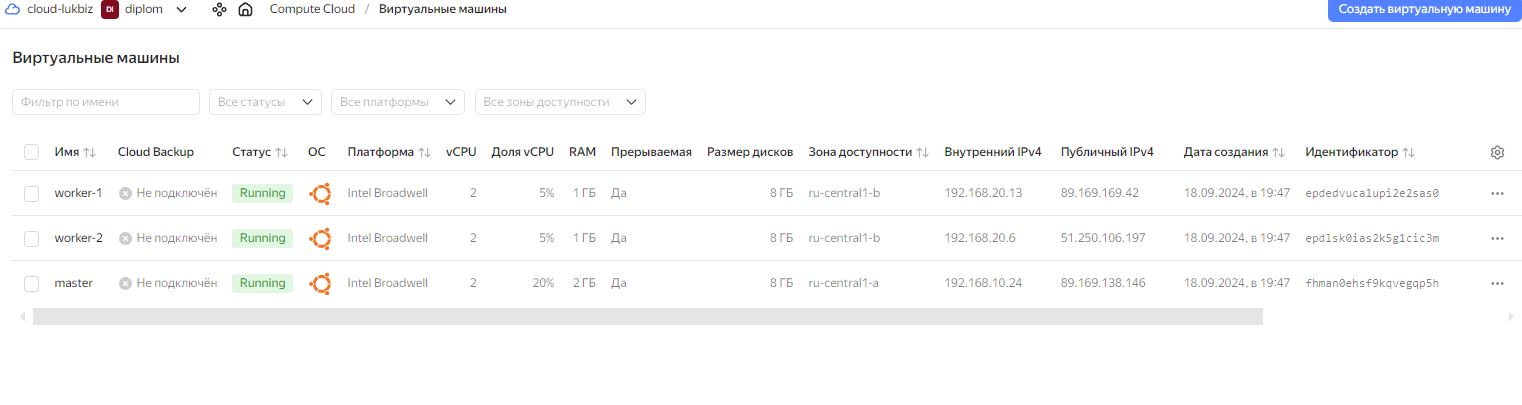 cloud-lukbiz DI diplom Compute Cloud / Виртуальные машины Создать виртуальную машину
Виртуальные машины
Фильтр по имени Все статусы Все платформы Все зоны доступности
Имя Cloud Backup Статус ОС Платформа vCPU Доля vCPU RAM Прерываемая Размер дисков Зона доступности Внутренний IPv4 Публичный IPv4 Дата создания Идентификатор
worker-1 Не подключён Running Intel Broadwell 2 5% 1 ГБ Да 8 ГБ ru-central1-b 192.168.20.13 89.169.169.42 18.09.2024, в 19:47 epdedvuca1upi2e2sas0
worker-2 Не подключён Running Intel Broadwell 2 5% 1 ГБ Да 8 ГБ ru-central1-b 192.168.20.6 51.250.106.197 18.09.2024, в 19:47 epdlsk0ias2k5g1cic3m
master Не подключён Running Intel Broadwell 2 20% 2 ГБ Да 8 ГБ ru-central1-a 192.168.10.24 89.169.138.146 18.09.2024, в 19:47 fhman0ehsf9kqvegqp5h